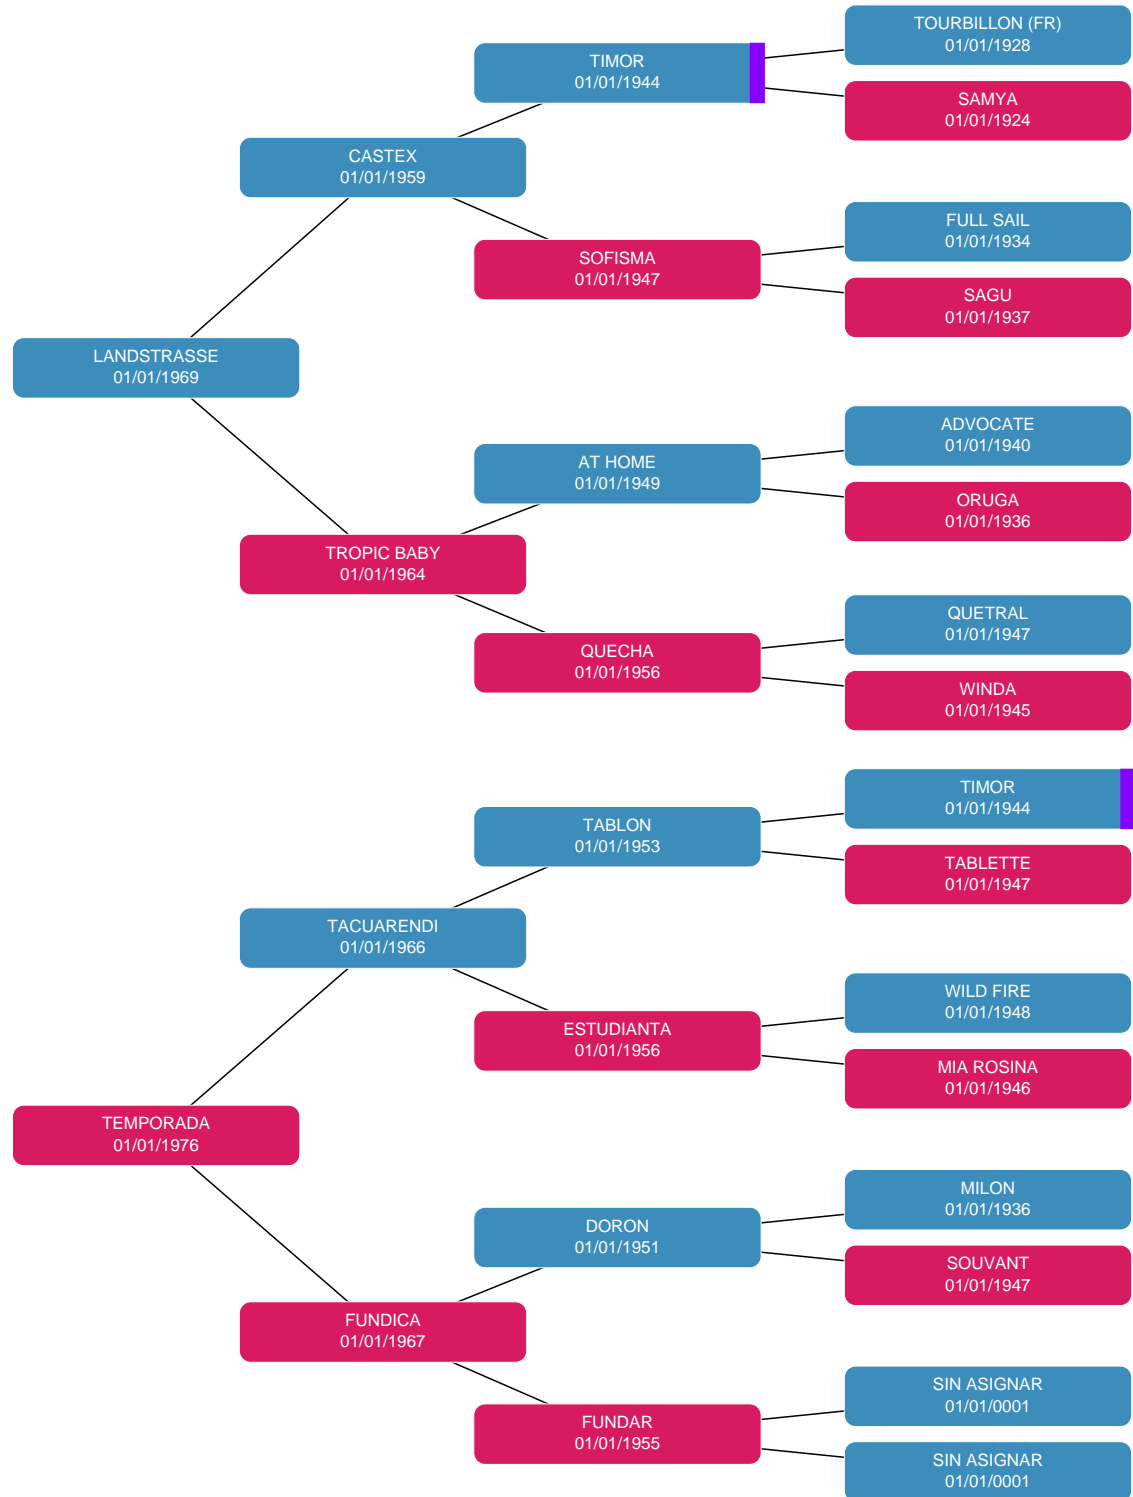 TOURBILLON (FR)
01/01/1928
TIMOR
01/01/1944
SAMYA
01/01/1924
CASTEX
01/01/1959
FULL SAIL
01/01/1934
SOFISMA
01/01/1947
SAGU
01/01/1937
LANDSTRASSE
01/01/1969
ADVOCATE
01/01/1940
AT HOME
01/01/1949
ORUGA
01/01/1936
TROPIC BABY
01/01/1964
QUETRAL
01/01/1947
QUECHA
01/01/1956
WINDA
01/01/1945
TIMOR
01/01/1944
TABLON
01/01/1953
TABLETTE
01/01/1947
TACUARENDI
01/01/1966
WILD FIRE
01/01/1948
ESTUDIANTA
01/01/1956
MIA ROSINA
01/01/1946
TEMPORADA
01/01/1976
MILON
01/01/1936
DORON
01/01/1951
SOUVANT
01/01/1947
FUNDICA
01/01/1967
SIN ASIGNAR
01/01/0001
FUNDAR
01/01/1955
SIN ASIGNAR
01/01/0001